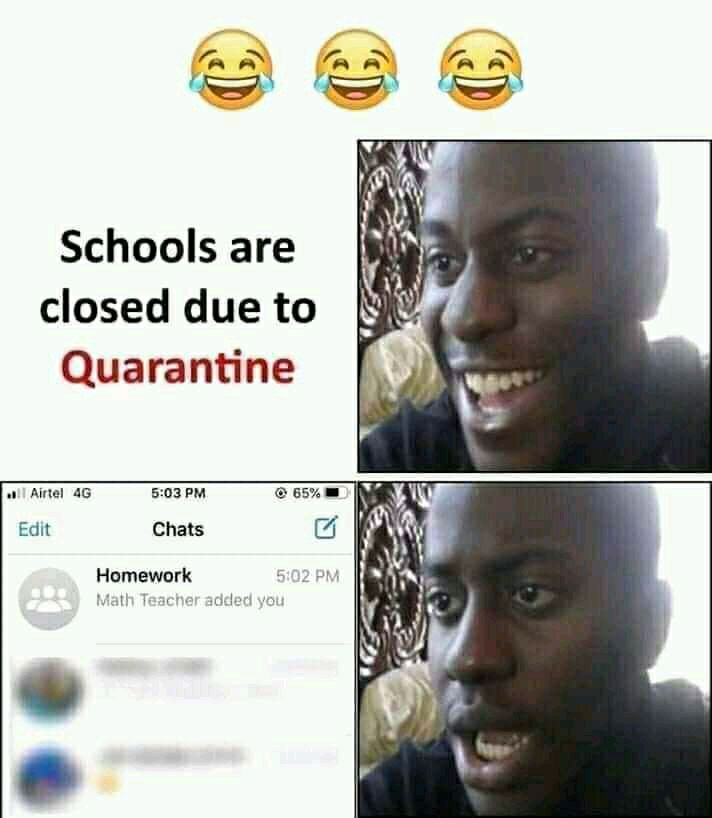 Schools are
closed due to
Quarantine
Airtel 4G 5:03 PM 65%
Edit Chats
Homework 5:02 PM
Math Teacher added you